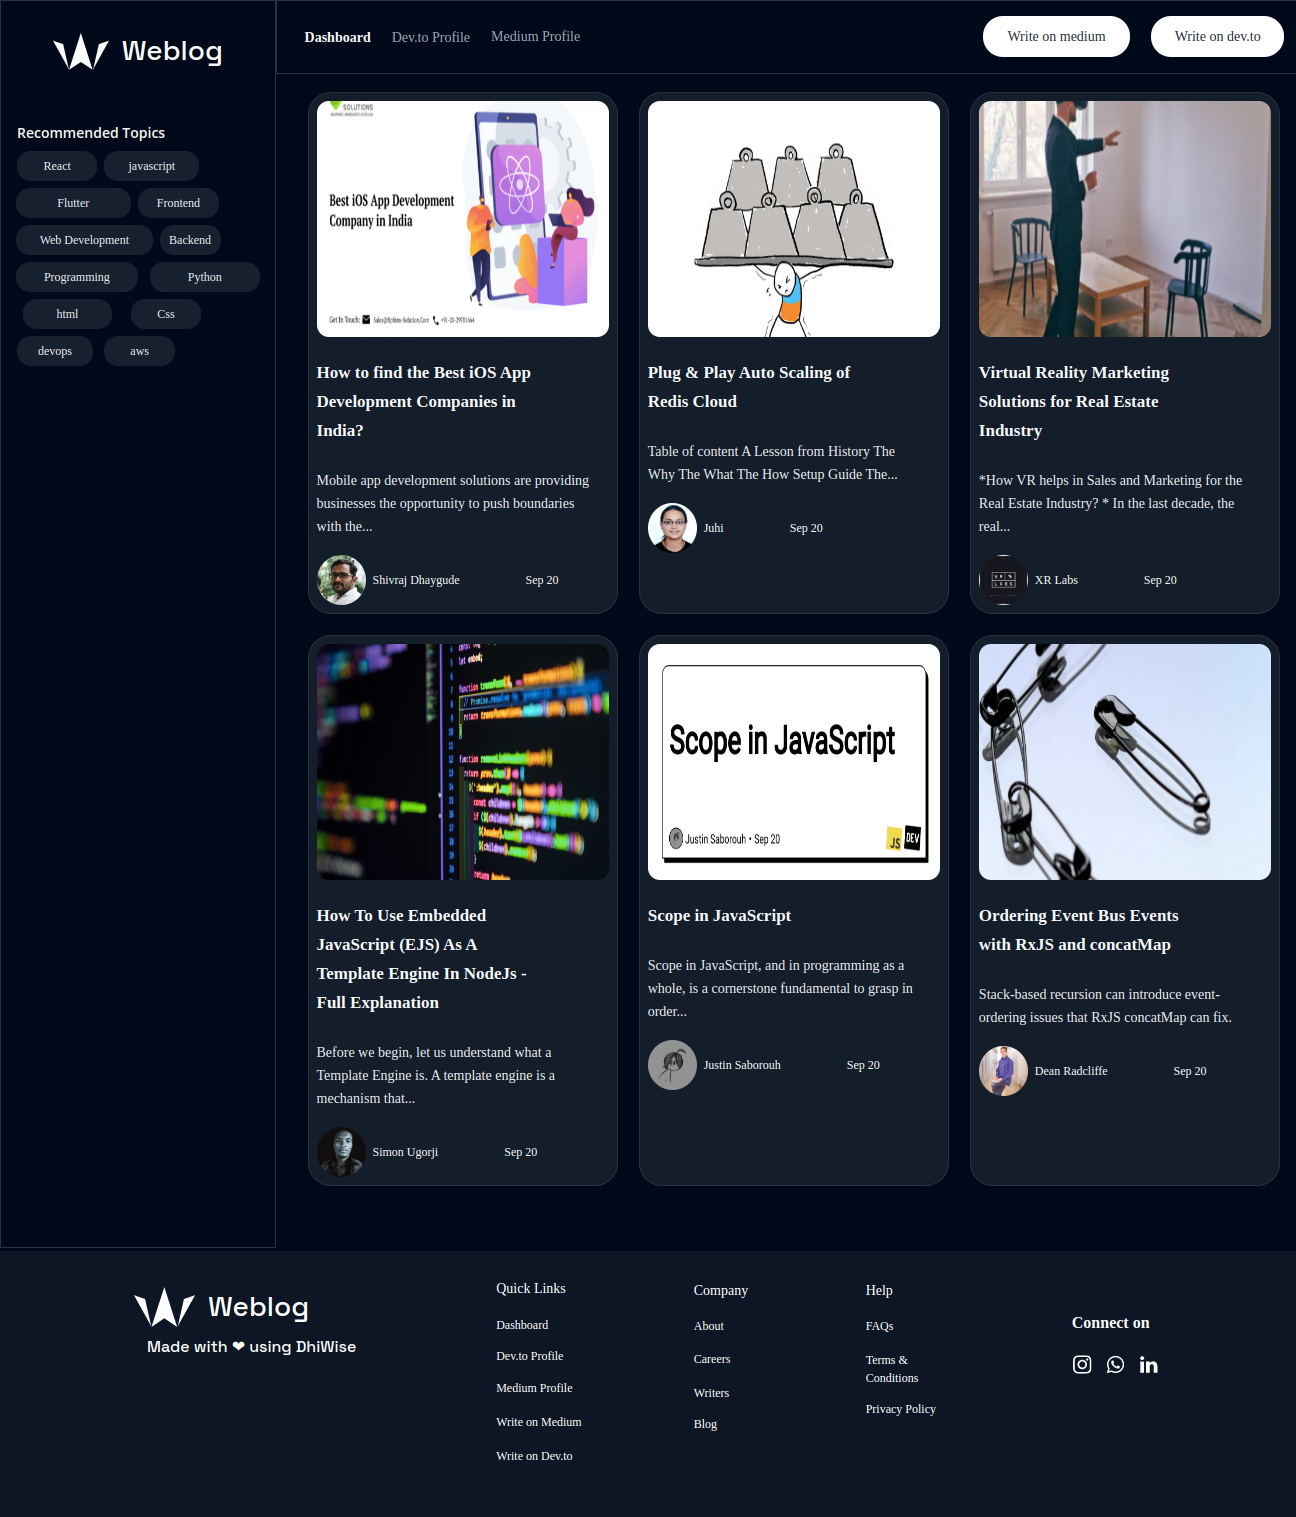 Weblog
Dashboard
Dev.to Profile
Medium Profile
Write on medium
Write on dev.to
Recommended Topics
React
javascript
Flutter
Frontend
Web Development
Backend
Programming
Python
html
Css
devops
aws
SOLUTIONS
Best iOS App Development
Company in India
Get In Touch:
Sales@Sphinx-Solution.Com
How to find the Best iOS App
Development Companies in
India?
Mobile app development solutions are providing
businesses the opportunity to push boundaries
with the...
Shivraj Dhaygude
Sep 20
Plug & Play Auto Scaling of
Redis Cloud
Table of content A Lesson from History The
Why The What The How Setup Guide The...
Juhi
Sep 20
Virtual Reality Marketing
Solutions for Real Estate
Industry
*How VR helps in Sales and Marketing for the
Real Estate Industry? * In the last decade, the
real...
XR Labs
Sep 20
How To Use Embedded
JavaScript (EJS) As A
Template Engine In NodeJs -
Full Explanation
Before we begin, let us understand what a
Template Engine is. A template engine is a
mechanism that...
Simon Ugorji
Sep 20
Scope in JavaScript
Justin Saborouh • Sep 20
JS
DEV
Scope in JavaScript
Scope in JavaScript, and in programming as a
whole, is a cornerstone fundamental to grasp in
order...
Justin Saborouh
Sep 20
Ordering Event Bus Events
with RxJS and concatMap
Stack-based recursion can introduce event-
ordering issues that RxJS concatMap can fix.
Dean Radcliffe
Sep 20
Weblog
Made with ❤ using DhiWise
Quick Links
Dashboard
Dev.to Profile
Medium Profile
Write on Medium
Write on Dev.to
Company
About
Careers
Writers
Blog
Help
FAQs
Terms &
Conditions
Privacy Policy
Connect on